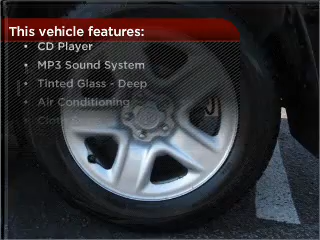 This vehicle features:
• CD Player
• MP3 Sound System
• Tinted Glass - Deep
• Air Conditioning